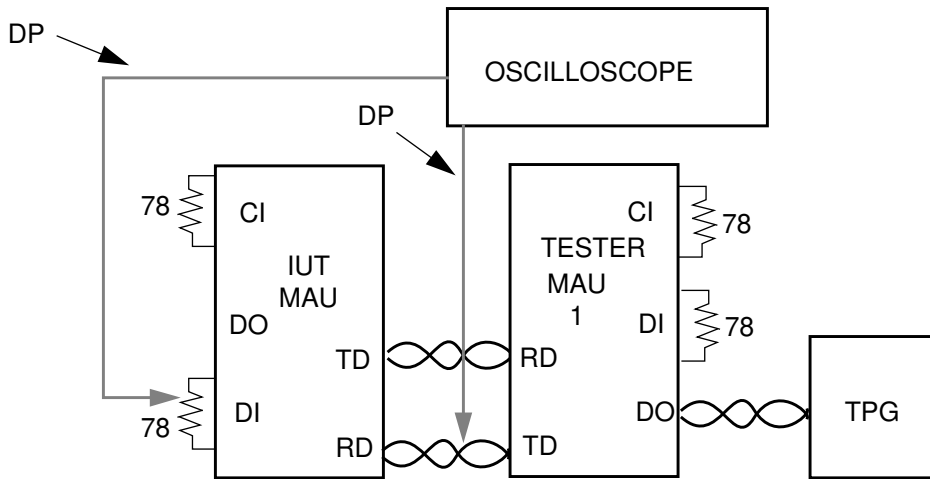 DP
OSCILLOSCOPE
DP
78
CI
IUT
MAU
DO
TD
78
DI
RD
CI
78
TESTER
MAU
1
DI
78
RD
DO
TD
TPG